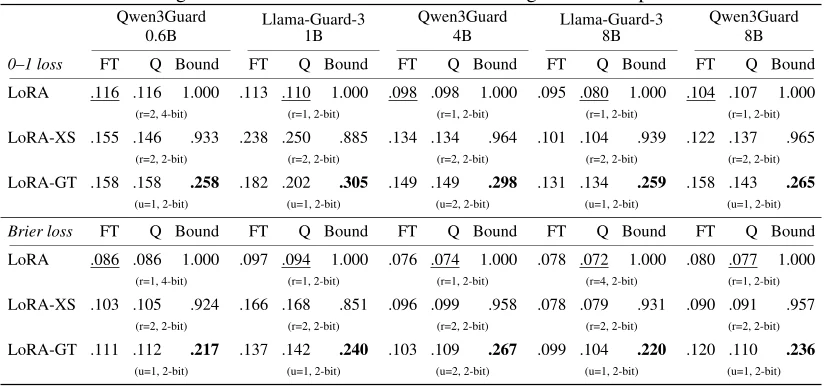 Qwen3Guard Llama-Guard-3 Qwen3Guard Llama-Guard-3 Qwen3Guard
0.6B 1B 4B 8B 8B
0–1 loss FT Q Bound FT Q Bound FT Q Bound FT Q Bound FT Q Bound
LoRA .116 .116 1.000 .113 .110 1.000 .098 .098 1.000 .095 .080 1.000 .104 .107 1.000
(r=2, 4-bit) (r=1, 2-bit) (r=1, 2-bit) (r=1, 2-bit) (r=1, 2-bit)
LoRA-XS .155 .146 .933 .238 .250 .885 .134 .134 .964 .101 .104 .939 .122 .137 .965
(r=2, 2-bit) (r=2, 2-bit) (r=2, 2-bit) (r=2, 2-bit) (r=2, 2-bit)
LoRA-GT .158 .158 .258 .182 .202 .305 .149 .149 .298 .131 .134 .259 .158 .143 .265
(u=1, 2-bit) (u=1, 2-bit) (u=2, 2-bit) (u=1, 2-bit) (u=1, 2-bit)
Brier loss FT Q Bound FT Q Bound FT Q Bound FT Q Bound FT Q Bound
LoRA .086 .086 1.000 .097 .094 1.000 .076 .074 1.000 .078 .072 1.000 .080 .077 1.000
(r=1, 4-bit) (r=1, 2-bit) (r=1, 2-bit) (r=4, 2-bit) (r=1, 2-bit)
LoRA-XS .103 .105 .924 .166 .168 .851 .096 .099 .958 .078 .079 .931 .090 .091 .957
(r=2, 2-bit) (r=2, 2-bit) (r=2, 2-bit) (r=2, 2-bit) (r=2, 2-bit)
LoRA-GT .111 .112 .217 .137 .142 .240 .103 .109 .267 .099 .104 .220 .120 .110 .236
(u=1, 2-bit) (u=1, 2-bit) (u=2, 2-bit) (u=1, 2-bit) (u=1, 2-bit)